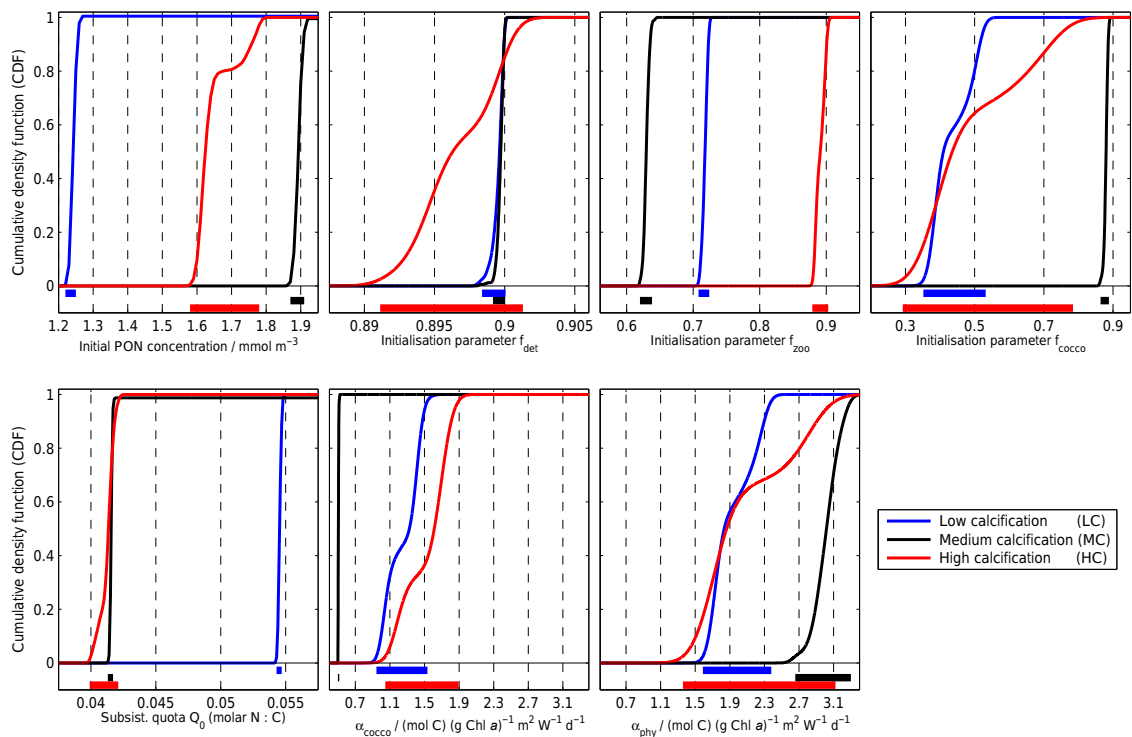 Cumulative density function (CDF)
1
0.8
0.6
0.4
0.2
0
1.2 1.3 1.4 1.5 1.6 1.7 1.8 1.9
Initial PON concentration / mmol m⁻³
0.89 0.895 0.9 0.905
Initialisation parameter f_det
0.6 0.7 0.8 0.9
Initialisation parameter f_zoo
0.3 0.5 0.7 0.9
Initialisation parameter f_cocco
Cumulative density function (CDF)
1
0.8
0.6
0.4
0.2
0
0.04 0.045 0.05 0.055
Subsist. quota Q_0 (molar N : C)
0.7 1.1 1.5 1.9 2.3 2.7 3.1
α_cocco / (mol C) (g Chl a)⁻¹ m² W⁻¹ d⁻¹
0.7 1.1 1.5 1.9 2.3 2.7 3.1
α_phy / (mol C) (g Chl a)⁻¹ m² W⁻¹ d⁻¹
Low calcification (LC)
Medium calcification (MC)
High calcification (HC)